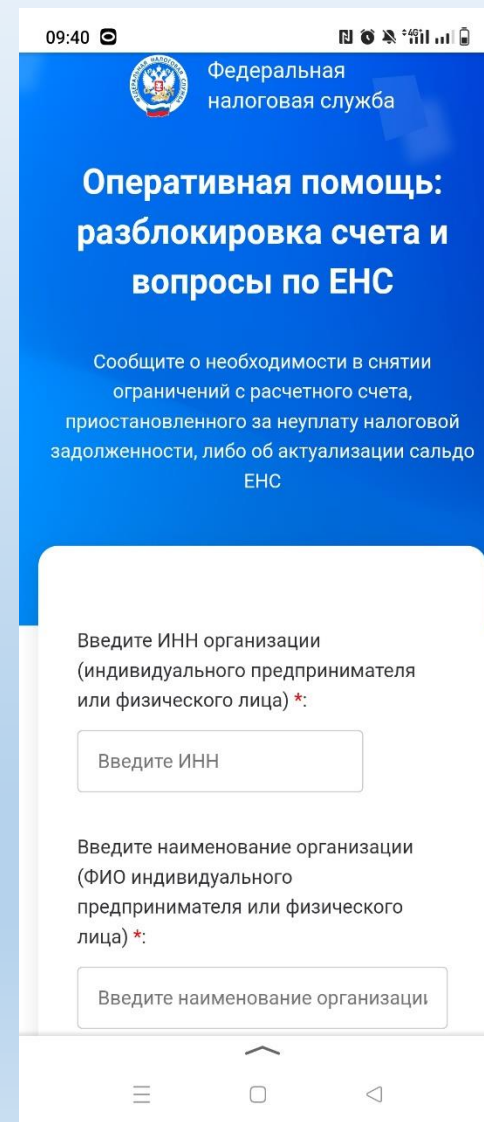 09:40
4G
Федеральная
налоговая служба
Оперативная помощь:
разблокировка счета и
вопросы по ЕНС
Сообщите о необходимости в снятии
ограничений с расчетного счета,
приостановленного за неуплату налоговой
задолженности, либо об актуализации сальдо
ЕНС
Введите ИНН организации
(индивидуального предпринимателя
или физического лица) *:
Введите ИНН
Введите наименование организации
(ФИО индивидуального
предпринимателя или физического
лица) *:
Введите наименование организации